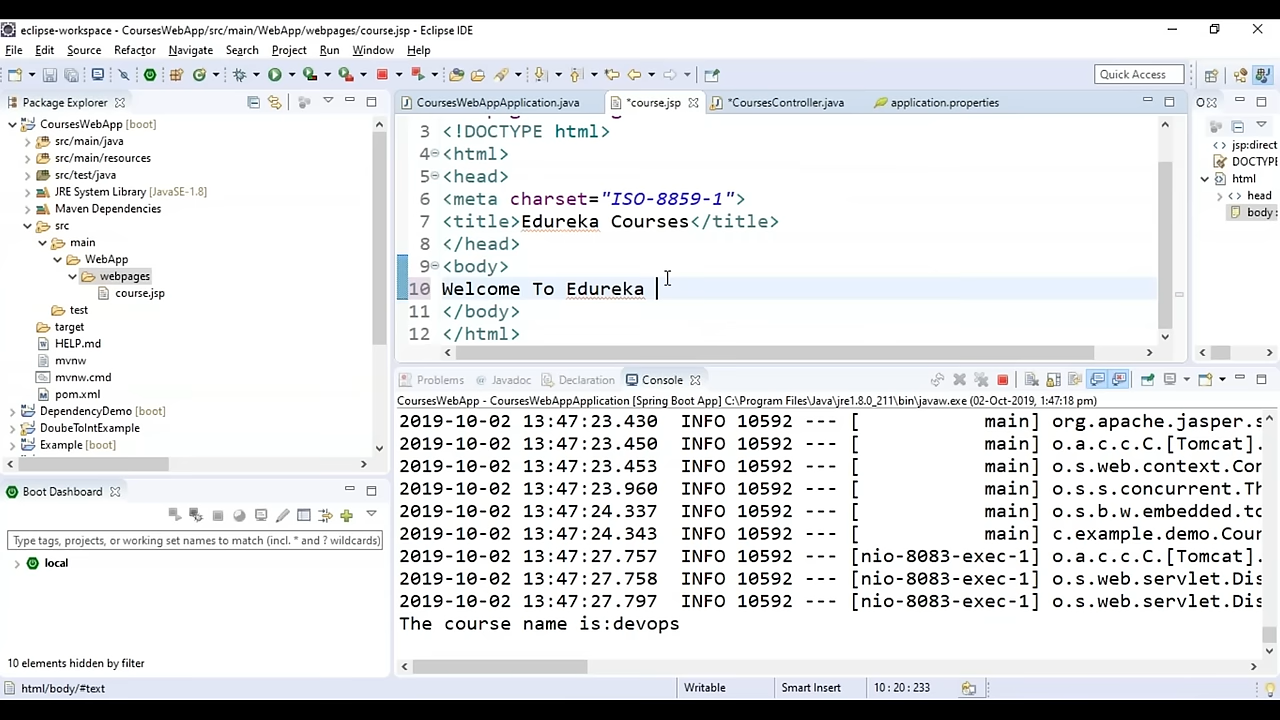 eclipse-workspace - CoursesWebApp/src/main/WebApp/webpages/course.jsp - Eclipse IDE
File Edit Source Refactor Navigate Search Project Run Window Help
Quick Access
Package Explorer
CoursesWebAppApplication.java *course.jsp *CoursesController.java application.properties
CoursesWebApp [boot]
src/main/java
src/main/resources
src/test/java
JRE System Library [JavaSE-1.8]
Maven Dependencies
src
main
WebApp
webpages
course.jsp
test
target
HELP.md
mvnw
mvnw.cmd
pom.xml
DependencyDemo [boot]
DoubeToIntExample
Example [boot]
3 <!DOCTYPE html>
4 <html>
5 <head>
6 <meta charset="ISO-8859-1">
7 <title>Edureka Courses</title>
8 </head>
9 <body>
10 Welcome To Edureka
11 </body>
12 </html>
jsp:direct
DOCTYPE
html
head
body :
Problems Javadoc Declaration Console
CoursesWebApp - CoursesWebAppApplication [Spring Boot App] C:\Program Files\Java\jre1.8.0_211\bin\javaw.exe (02-Oct-2019, 1:47:18 pm)
2019-10-02 13:47:23.430 INFO 10592 --- [ main] org.apache.jasper.s
2019-10-02 13:47:23.450 INFO 10592 --- [ main] o.a.c.c.C.[Tomcat].
2019-10-02 13:47:23.453 INFO 10592 --- [ main] o.s.web.context.Con
2019-10-02 13:47:23.960 INFO 10592 --- [ main] o.s.s.concurrent.Th
2019-10-02 13:47:24.337 INFO 10592 --- [ main] o.s.b.w.embedded.to
2019-10-02 13:47:24.343 INFO 10592 --- [ main] c.example.demo.Cour
2019-10-02 13:47:27.757 INFO 10592 --- [nio-8083-exec-1] o.a.c.c.C.[Tomcat].
2019-10-02 13:47:27.758 INFO 10592 --- [nio-8083-exec-1] o.s.web.servlet.Dis
2019-10-02 13:47:27.797 INFO 10592 --- [nio-8083-exec-1] o.s.web.servlet.Dis
The course name is:devops
Boot Dashboard
Type tags, projects, or working set names to match (incl. * and ? wildcards)
local
10 elements hidden by filter
html/body/#text Writable Smart Insert 10 : 20 : 233